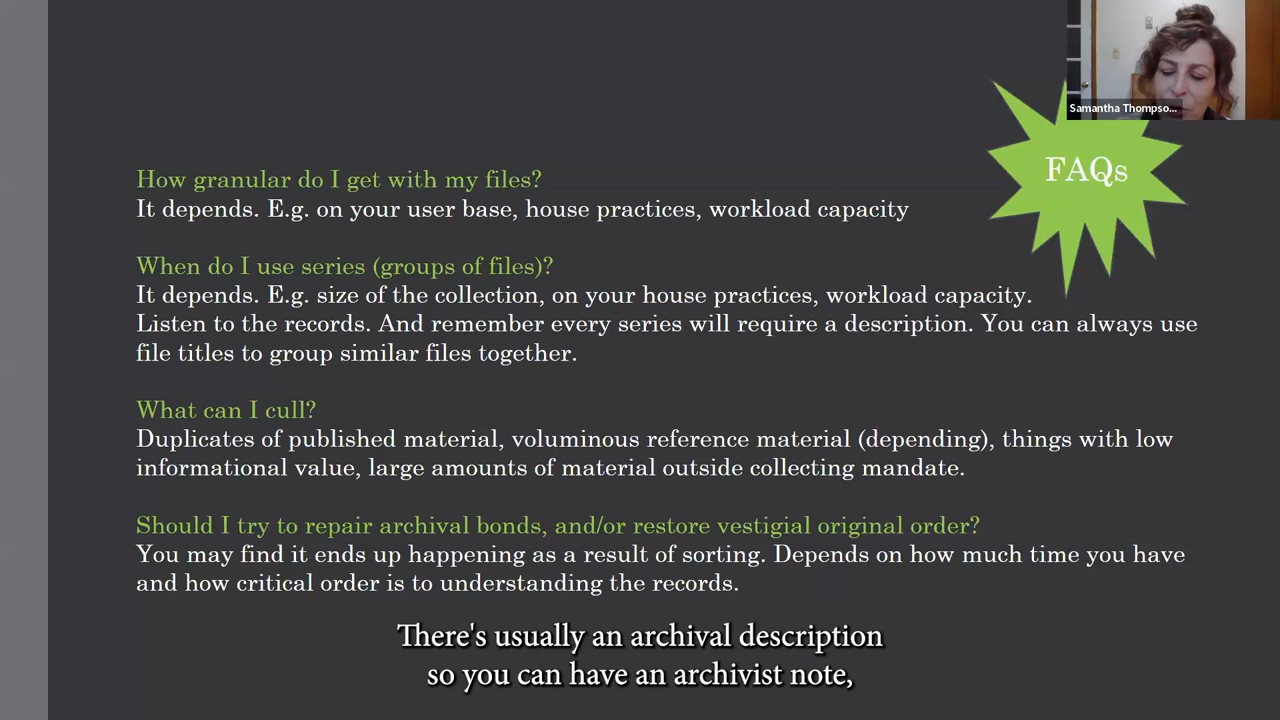 Samantha Thompso...
FAQs
How granular do I get with my files?
It depends. E.g. on your user base, house practices, workload capacity
When do I use series (groups of files)?
It depends. E.g. size of the collection, on your house practices, workload capacity.
Listen to the records. And remember every series will require a description. You can always use
file titles to group similar files together.
What can I cull?
Duplicates of published material, voluminous reference material (depending), things with low
informational value, large amounts of material outside collecting mandate.
Should I try to repair archival bonds, and/or restore vestigial original order?
You may find it ends up happening as a result of sorting. Depends on how much time you have
and how critical order is to understanding the records.
There's usually an archival description
so you can have an archivist note,